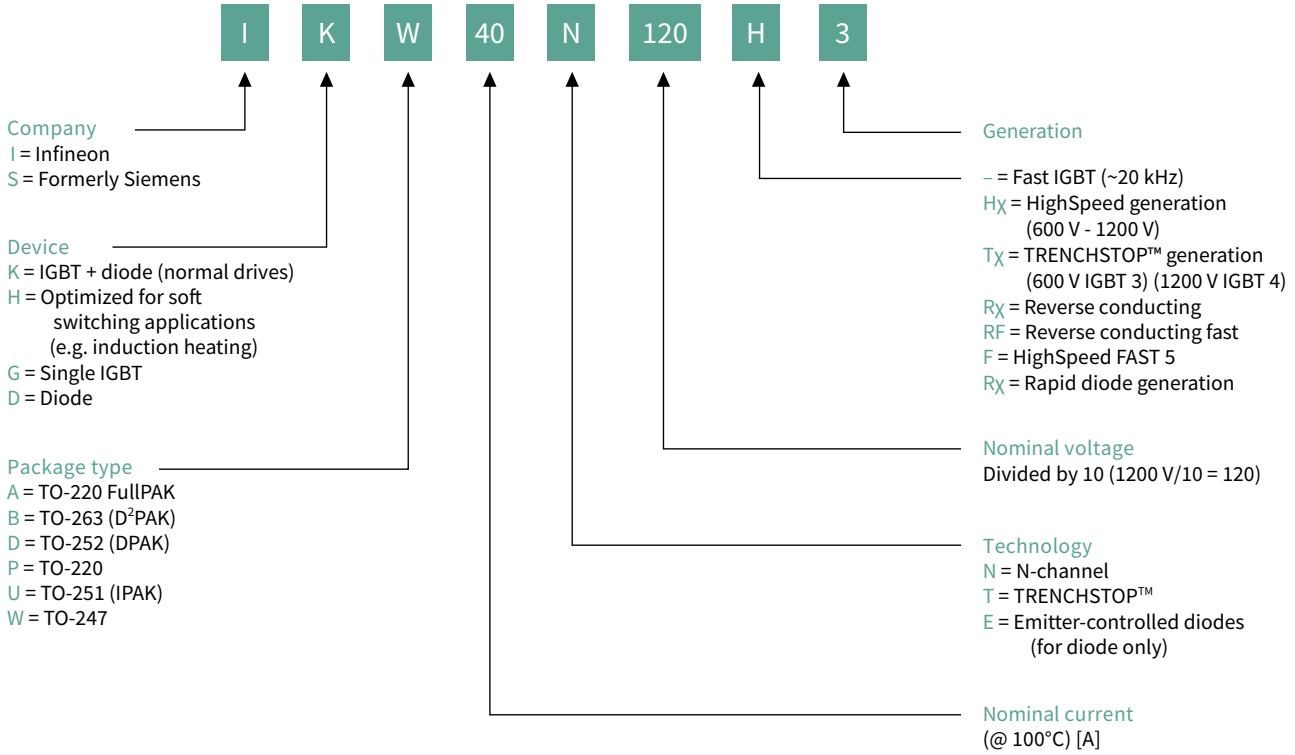 I K W 40 N 120 H 3
Company
I = Infineon
S = Formerly Siemens
Device
K = IGBT + diode (normal drives)
H = Optimized for soft
switching applications
(e.g. induction heating)
G = Single IGBT
D = Diode
Package type
A = TO-220 FullPAK
B = TO-263 (D²PAK)
D = TO-252 (DPAK)
P = TO-220
U = TO-251 (IPAK)
W = TO-247
Generation
– = Fast IGBT (~20 kHz)
Hχ = HighSpeed generation
(600 V - 1200 V)
Tχ = TRENCHSTOP™ generation
(600 V IGBT 3) (1200 V IGBT 4)
Rχ = Reverse conducting
RF = Reverse conducting fast
F = HighSpeed FAST 5
Rχ = Rapid diode generation
Nominal voltage
Divided by 10 (1200 V/10 = 120)
Technology
N = N-channel
T = TRENCHSTOP™
E = Emitter-controlled diodes
(for diode only)
Nominal current
(@ 100°C) [A]